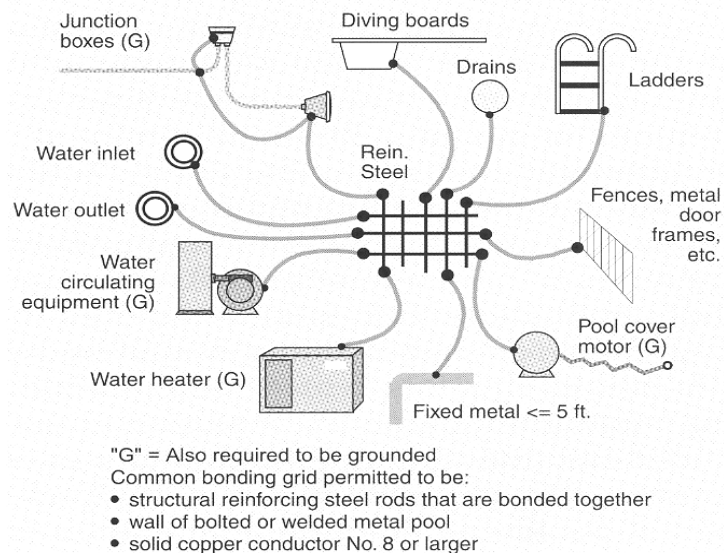 Junction
boxes (G)
Diving boards
Drains
Ladders
Water inlet
Rein.
Steel
Water outlet
Fences, metal
door
frames,
etc.
Water
circulating
equipment (G)
Pool cover
motor (G)
Water heater (G)
Fixed metal <= 5 ft.
"G" = Also required to be grounded
Common bonding grid permitted to be:
• structural reinforcing steel rods that are bonded together
• wall of bolted or welded metal pool
• solid copper conductor No. 8 or larger